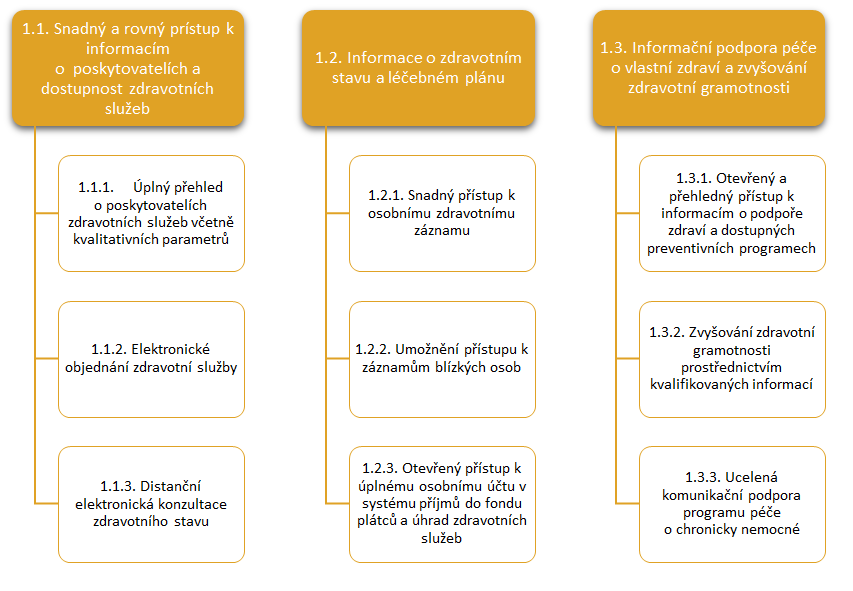 1.1. Snadný a rovný prístup k
informacím
o poskytovatelích a
dostupnost zdravotních
služeb
1.1.1. Úplný přehled
o poskytovatelích
zdravotních služeb včetně
kvalitativních parametrů
1.1.2. Elektronické
objednání zdravotní služby
1.1.3. Distanční
elektronická konzultace
zdravotního stavu
1.2. Informace o zdravotním
stavu a léčebném plánu
1.2.1. Snadný přístup k
osobnímu zdravotnímu
záznamu
1.2.2. Umožnění přístupu k
záznamům blízkých osob
1.2.3. Otevřený přístup k
úplnému osobnímu účtu v
systému příjmů do fondu
plátců a úhrad zdravotních
služeb
1.3. Informační podpora péče
o vlastní zdraví a zvyšování
zdravotní gramotnosti
1.3.1. Otevřený a
přehledný přístup k
informacím o podpoře
zdraví a dostupných
preventivních programech
1.3.2. Zvyšování zdravotní
gramotnosti
prostřednictvím
kvalifikovaných informací
1.3.3. Ucelená
komunikační podpora
programu péče
o chronicky nemocné